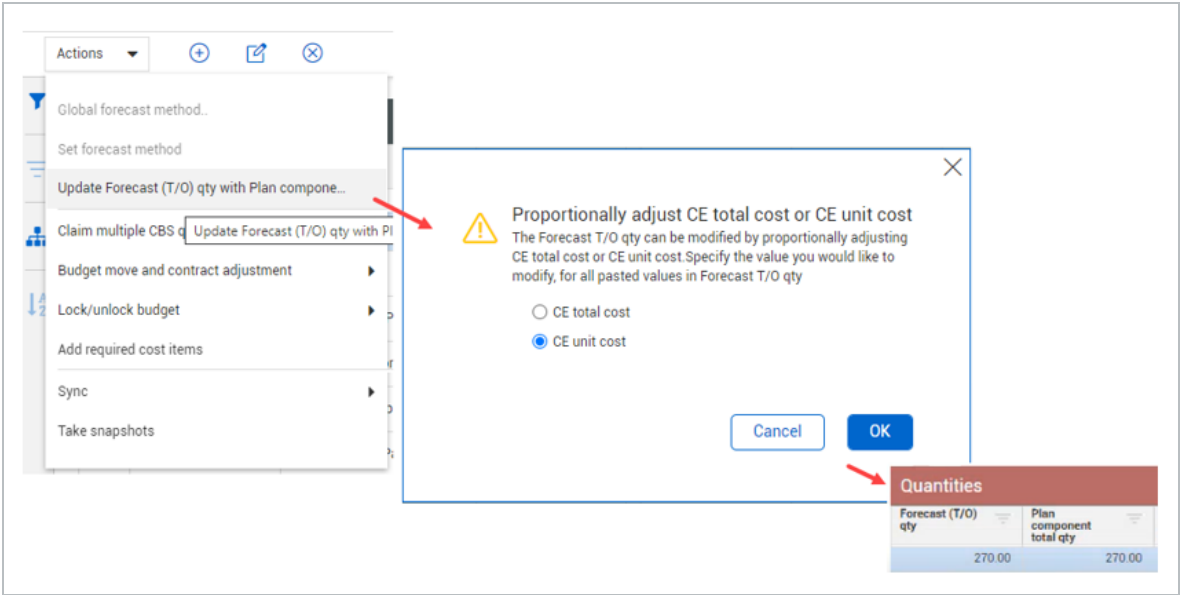 Actions
Global forecast method..
Set forecast method
Update Forecast (T/O) qty with Plan compone...
Claim multiple CBS q
Update Forecast (T/O) qty with Pl
Budget move and contract adjustment
Lock/unlock budget
Add required cost items
Sync
Take snapshots
Proportionally adjust CE total cost or CE unit cost
The Forecast T/O qty can be modified by proportionally adjusting
CE total cost or CE unit cost.Specify the value you would like to
modify, for all pasted values in Forecast T/O qty
CE total cost
CE unit cost
Cancel
OK
Quantities
Forecast (T/O)
qty
Plan
component
total qty
270.00
270.00